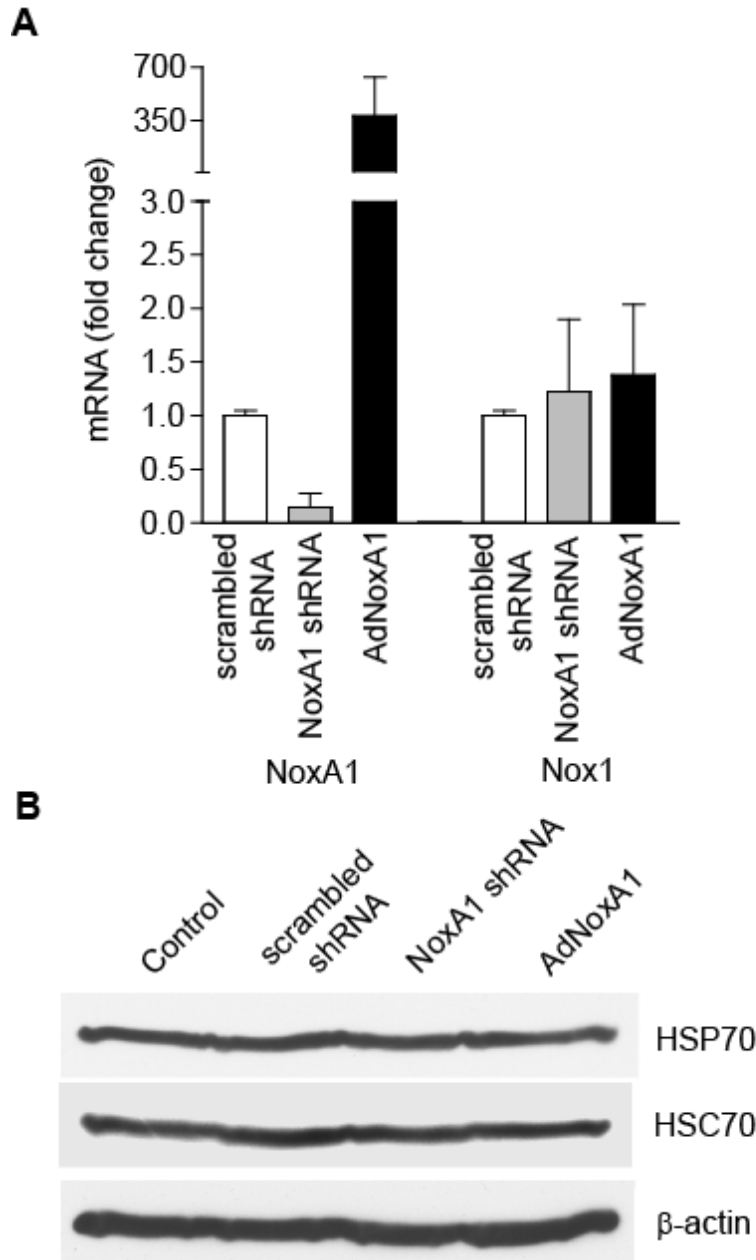 A
mRNA (fold change)
700
350
3.0
2.5
2.0
1.5
1.0
0.5
0.0
scrambled
shRNA
NoxA1 shRNA
AdNoxA1
scrambled
shRNA
NoxA1 shRNA
AdNoxA1
NoxA1
Nox1
B
Control
scrambled
shRNA
NoxA1 shRNA
AdNoxA1
HSP70
HSC70
β-actin